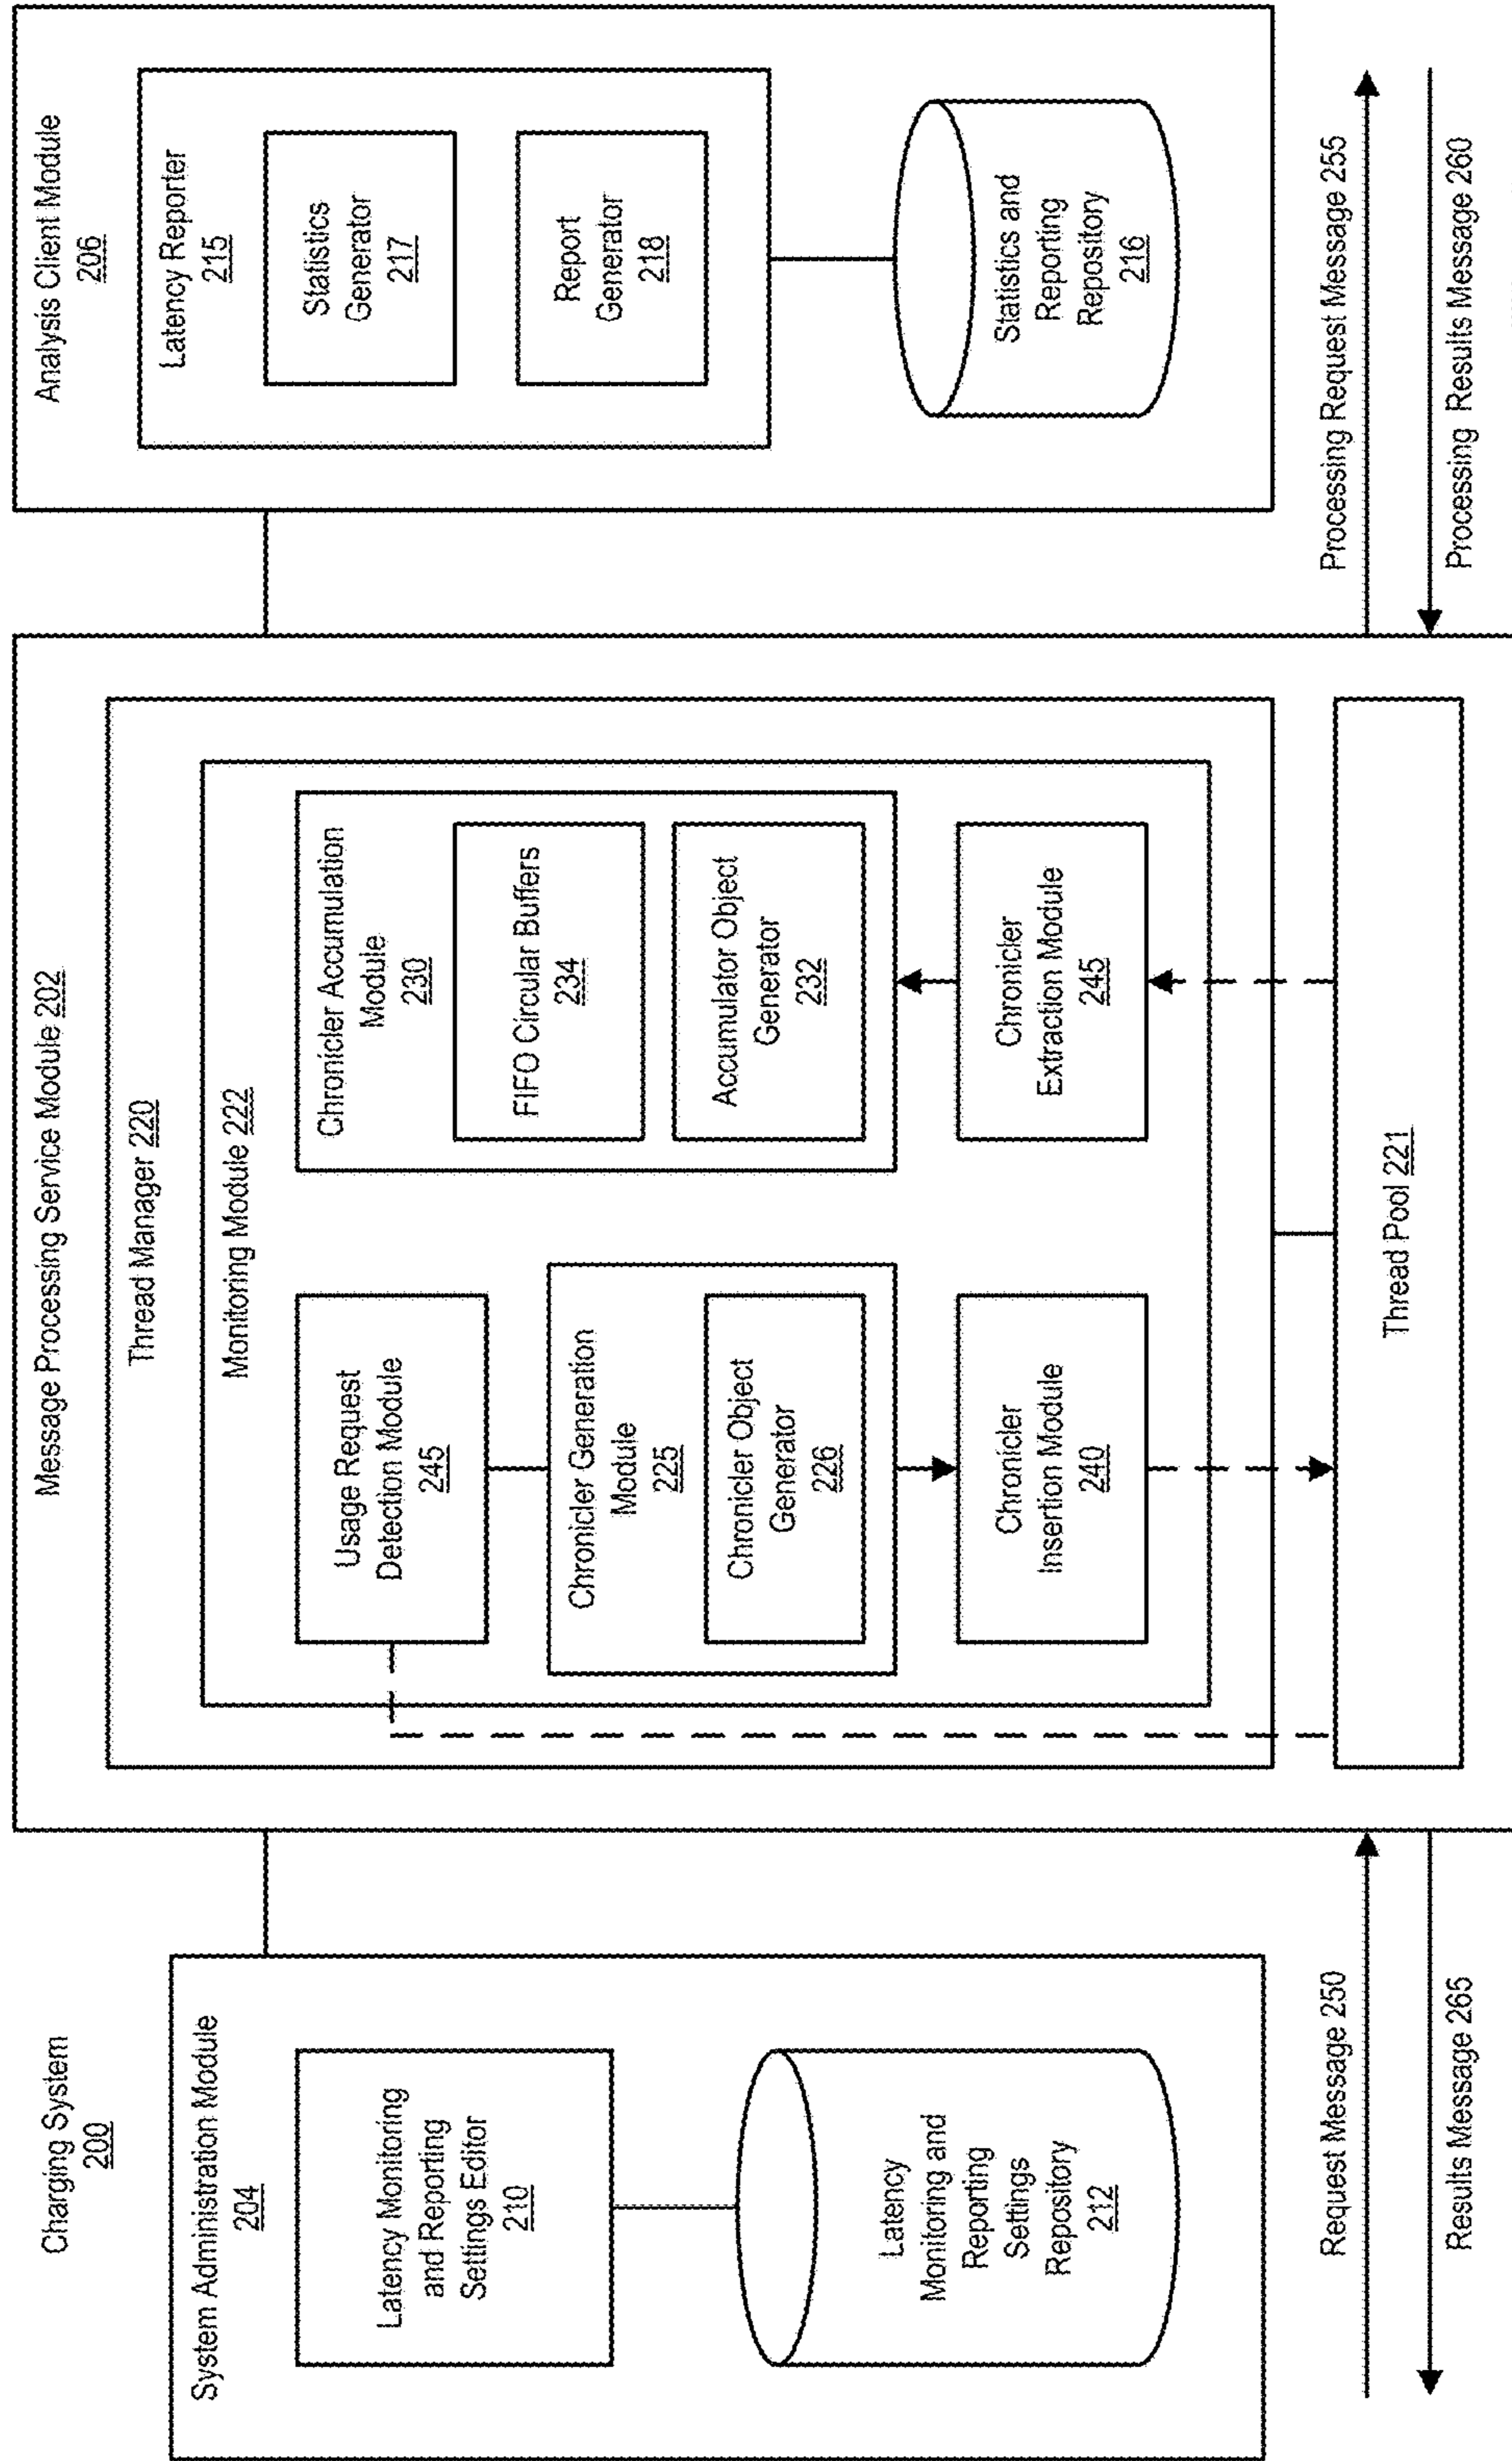 Charging System
200
System Administration Module
204
Latency Monitoring
and Reporting
Settings Editor
210
Latency
Monitoring and
Reporting
Settings
Repository
212
Request Message 250
Results Message 265
Message Processing Service Module 202
Thread Manager 220
Monitoring Module 222
Usage Request
Detection Module
245
Chronicler Generation
Module
225
Chronicler Object
Generator
226
Chronicler
Insertion Module
240
Chronicler Accumulation
Module
230
FIFO Circular Buffers
234
Accumulator Object
Generator
232
Chronicler
Extraction Module
245
Thread Pool 221
Analysis Client Module
206
Latency Reporter
215
Statistics
Generator
217
Report
Generator
218
Statistics and
Reporting
Repository
216
Processing Request Message 255
Processing Results Message 260